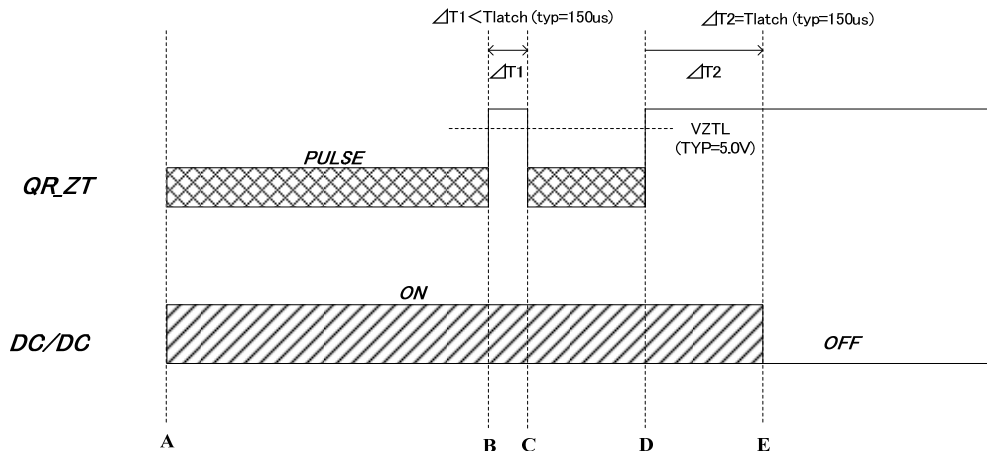 ⊿T1<Tlatch (typ=150us)
⊿T2=Tlatch (typ=150us)
⊿T1
⊿T2
VZTL
(TYP=5.0V)
PULSE
QR_ZT
ON
DC/DC
OFF
A B C D E